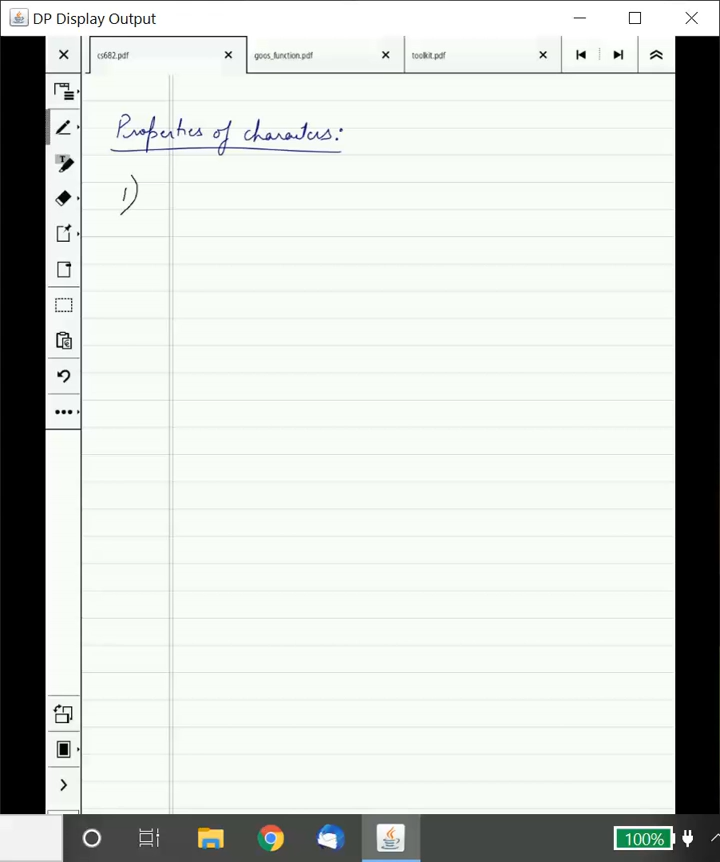 DP Display Output
cs682.pdf
goos_function.pdf
toolkit.pdf
Properties of characters:
1)
100%